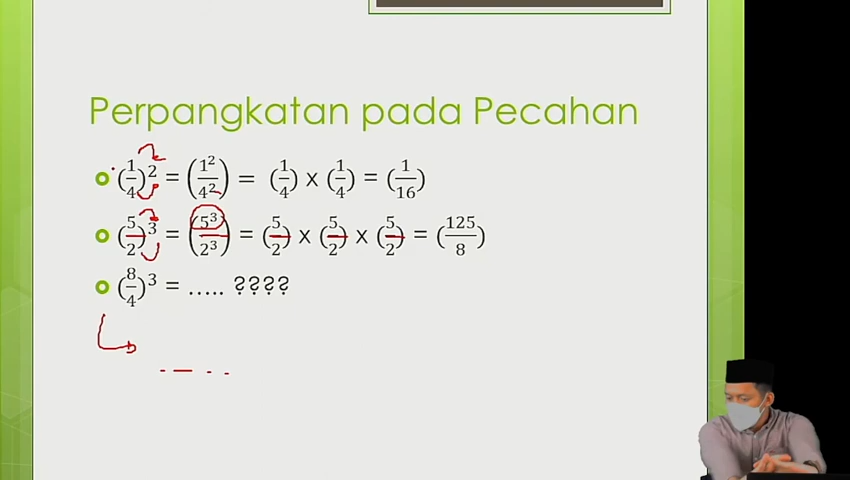 Perpangkatan pada Pecahan
(1/4)² = (1²/4²) = (1/4) x (1/4) = (1/16)
(5/2)³ = (5³/2³) = (5/2) x (5/2) x (5/2) = (125/8)
(8/4)³ = ..... ????